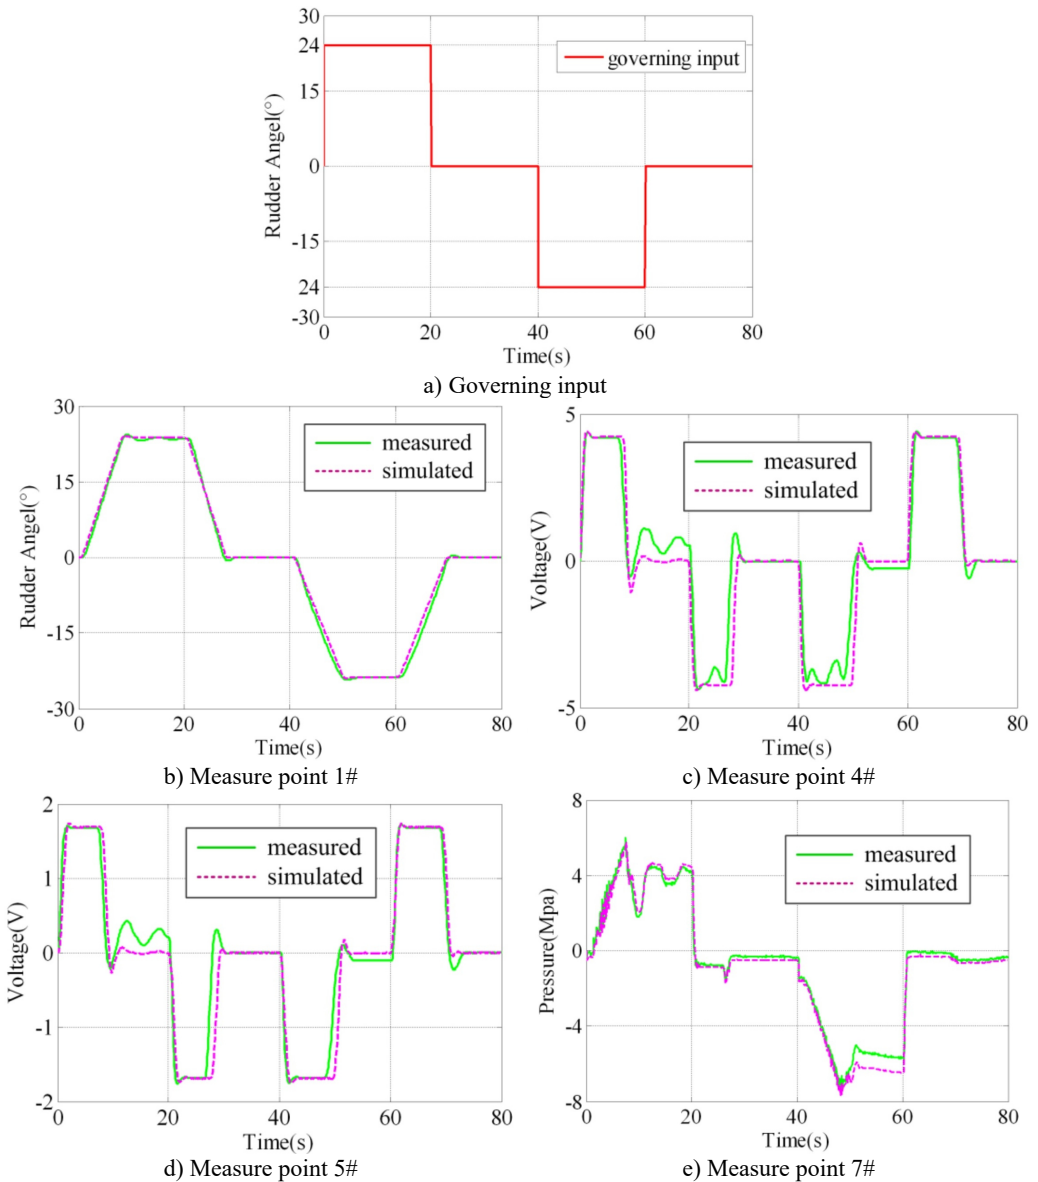 30
24
15
0
-15
24
-30
Rudder Angel(°)
governing input
0 20 40 60 80
Time(s)
a) Governing input
30
15
0
-15
-30
Rudder Angel(°)
measured
simulated
0 20 40 60 80
Time(s)
b) Measure point 1#
5
0
-5
Voltage(V)
measured
simulated
0 20 40 60 80
Time(s)
c) Measure point 4#
2
1
0
-1
-2
Voltage(V)
measured
simulated
0 20 40 60 80
Time(s)
d) Measure point 5#
8
4
0
-4
-8
Pressure(Mpa)
measured
simulated
0 20 40 60 80
Time(s)
e) Measure point 7#